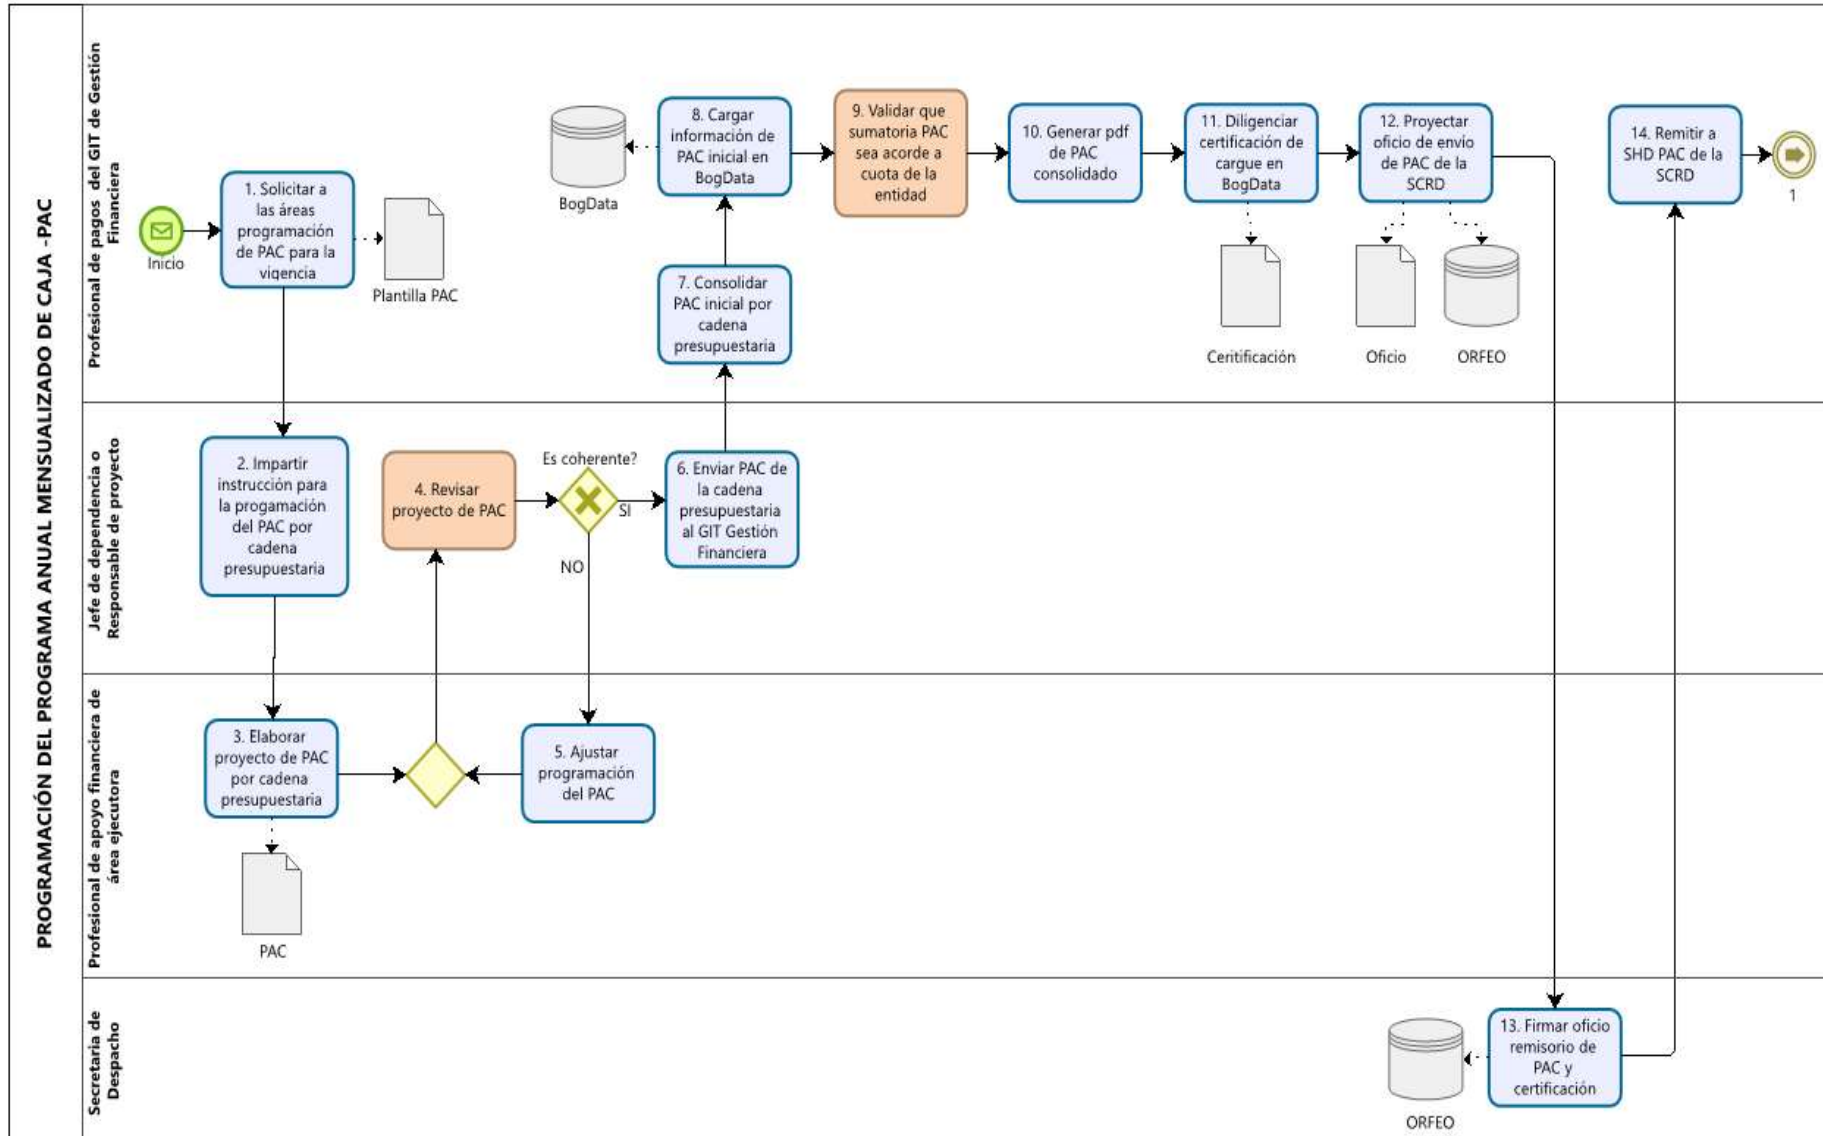 PROGRAMACIÓN DEL PROGRAMA ANUAL MENSUALIZADO DE CAJA -PAC
Profesional de pagos del GIT de Gestión
Financiera
Inicio
1. Solicitar a
las áreas
programación
de PAC para la
vigencia
Plantilla PAC
BogData
8. Cargar
información de
PAC inicial en
BogData
9. Validar que
sumatoria PAC
sea acorde a
cuota de la
entidad
10. Generar pdf
de PAC
consolidado
11. Diligenciar
certificación de
cargue en
BogData
12. Proyectar
oficio de envío
de PAC de la
SCRD
14. Remitir a
SHD PAC de la
SCRD
1
7. Consolidar
PAC inicial por
cadena
presupuestaria
Ceritificación
Oficio
ORFEO
Jefe de dependencia o
Responsable de proyecto
2. Impartir
instrucción para
la progamación
del PAC por
cadena
presupuestaria
4. Revisar
proyecto de PAC
Es coherente?
SI
NO
6. Enviar PAC de
la cadena
presupuestaria
al GIT Gestión
Financiera
Profesional de apoyo financiera de
área ejecutora
3. Elaborar
proyecto de PAC
por cadena
presupuestaria
5. Ajustar
programación
del PAC
PAC
Secretaria de
Despacho
ORFEO
13. Firmar oficio
remisorio de
PAC y
certificación